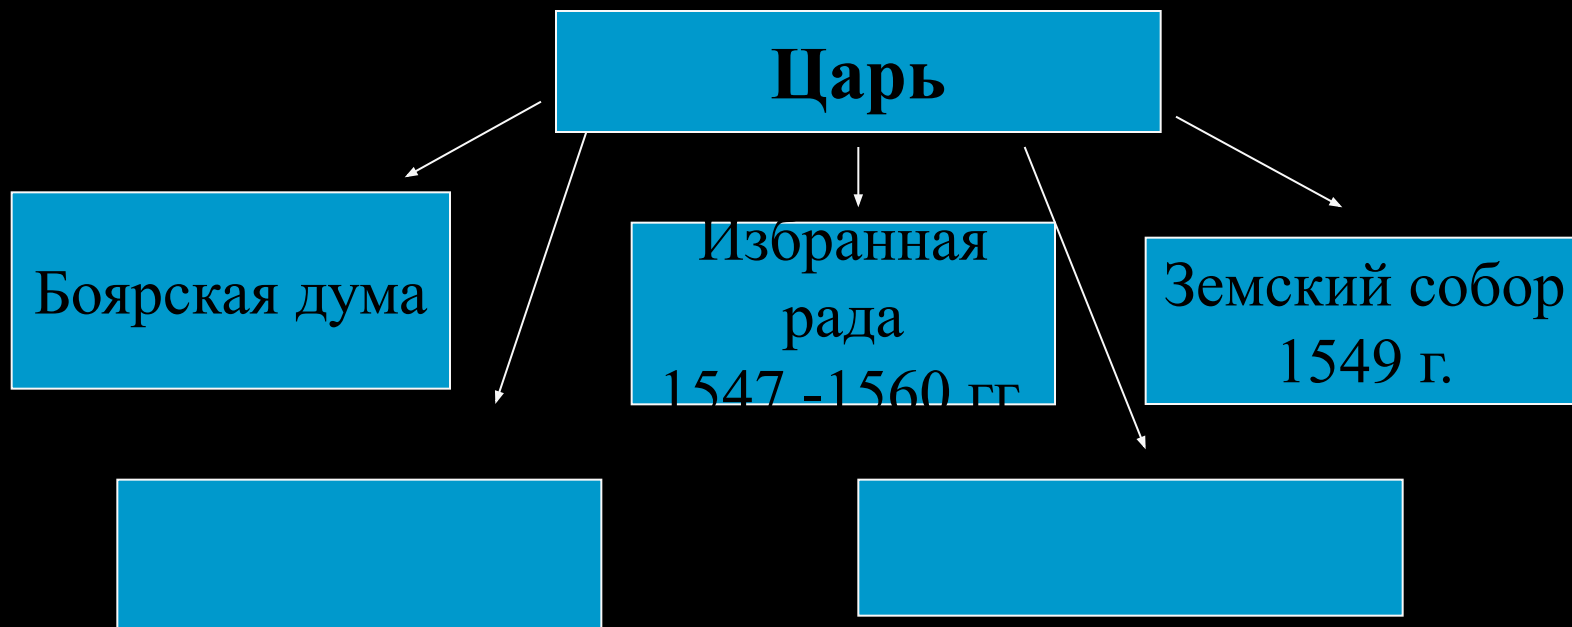 Царь
Боярская дума
Избранная
рада
1547 -1560 гг
Земский собор
1549 г.